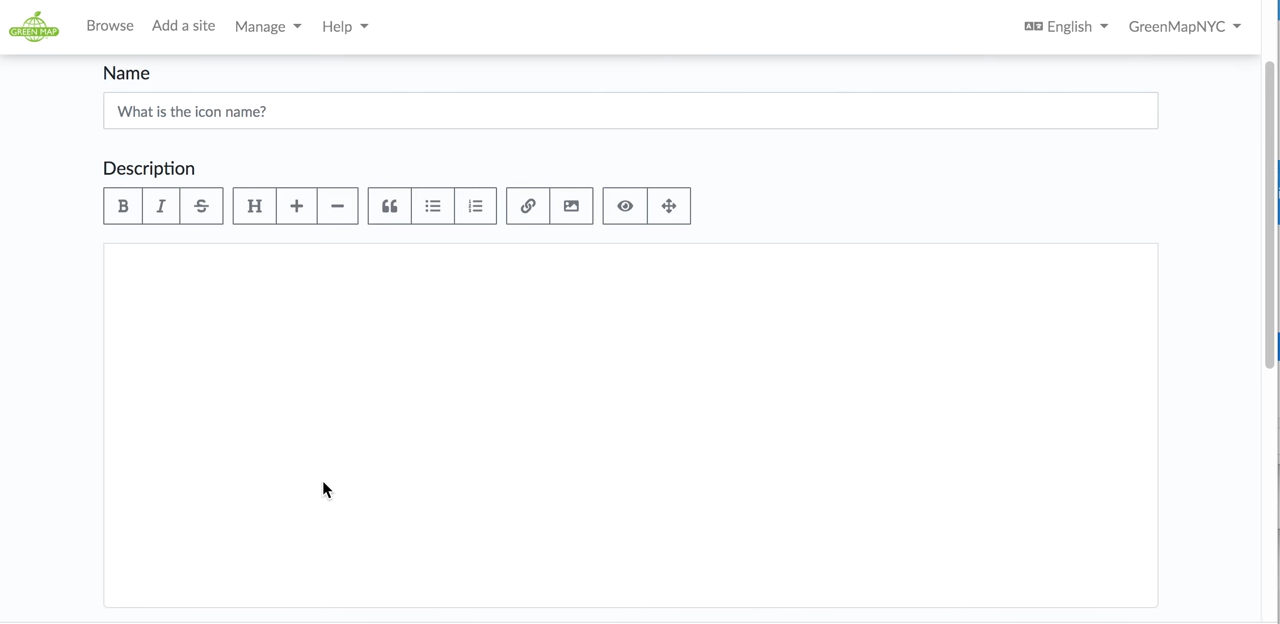 GREEN MAP
Browse Add a site Manage Help English GreenMapNYC
Name
What is the icon name?
Description
B I S H